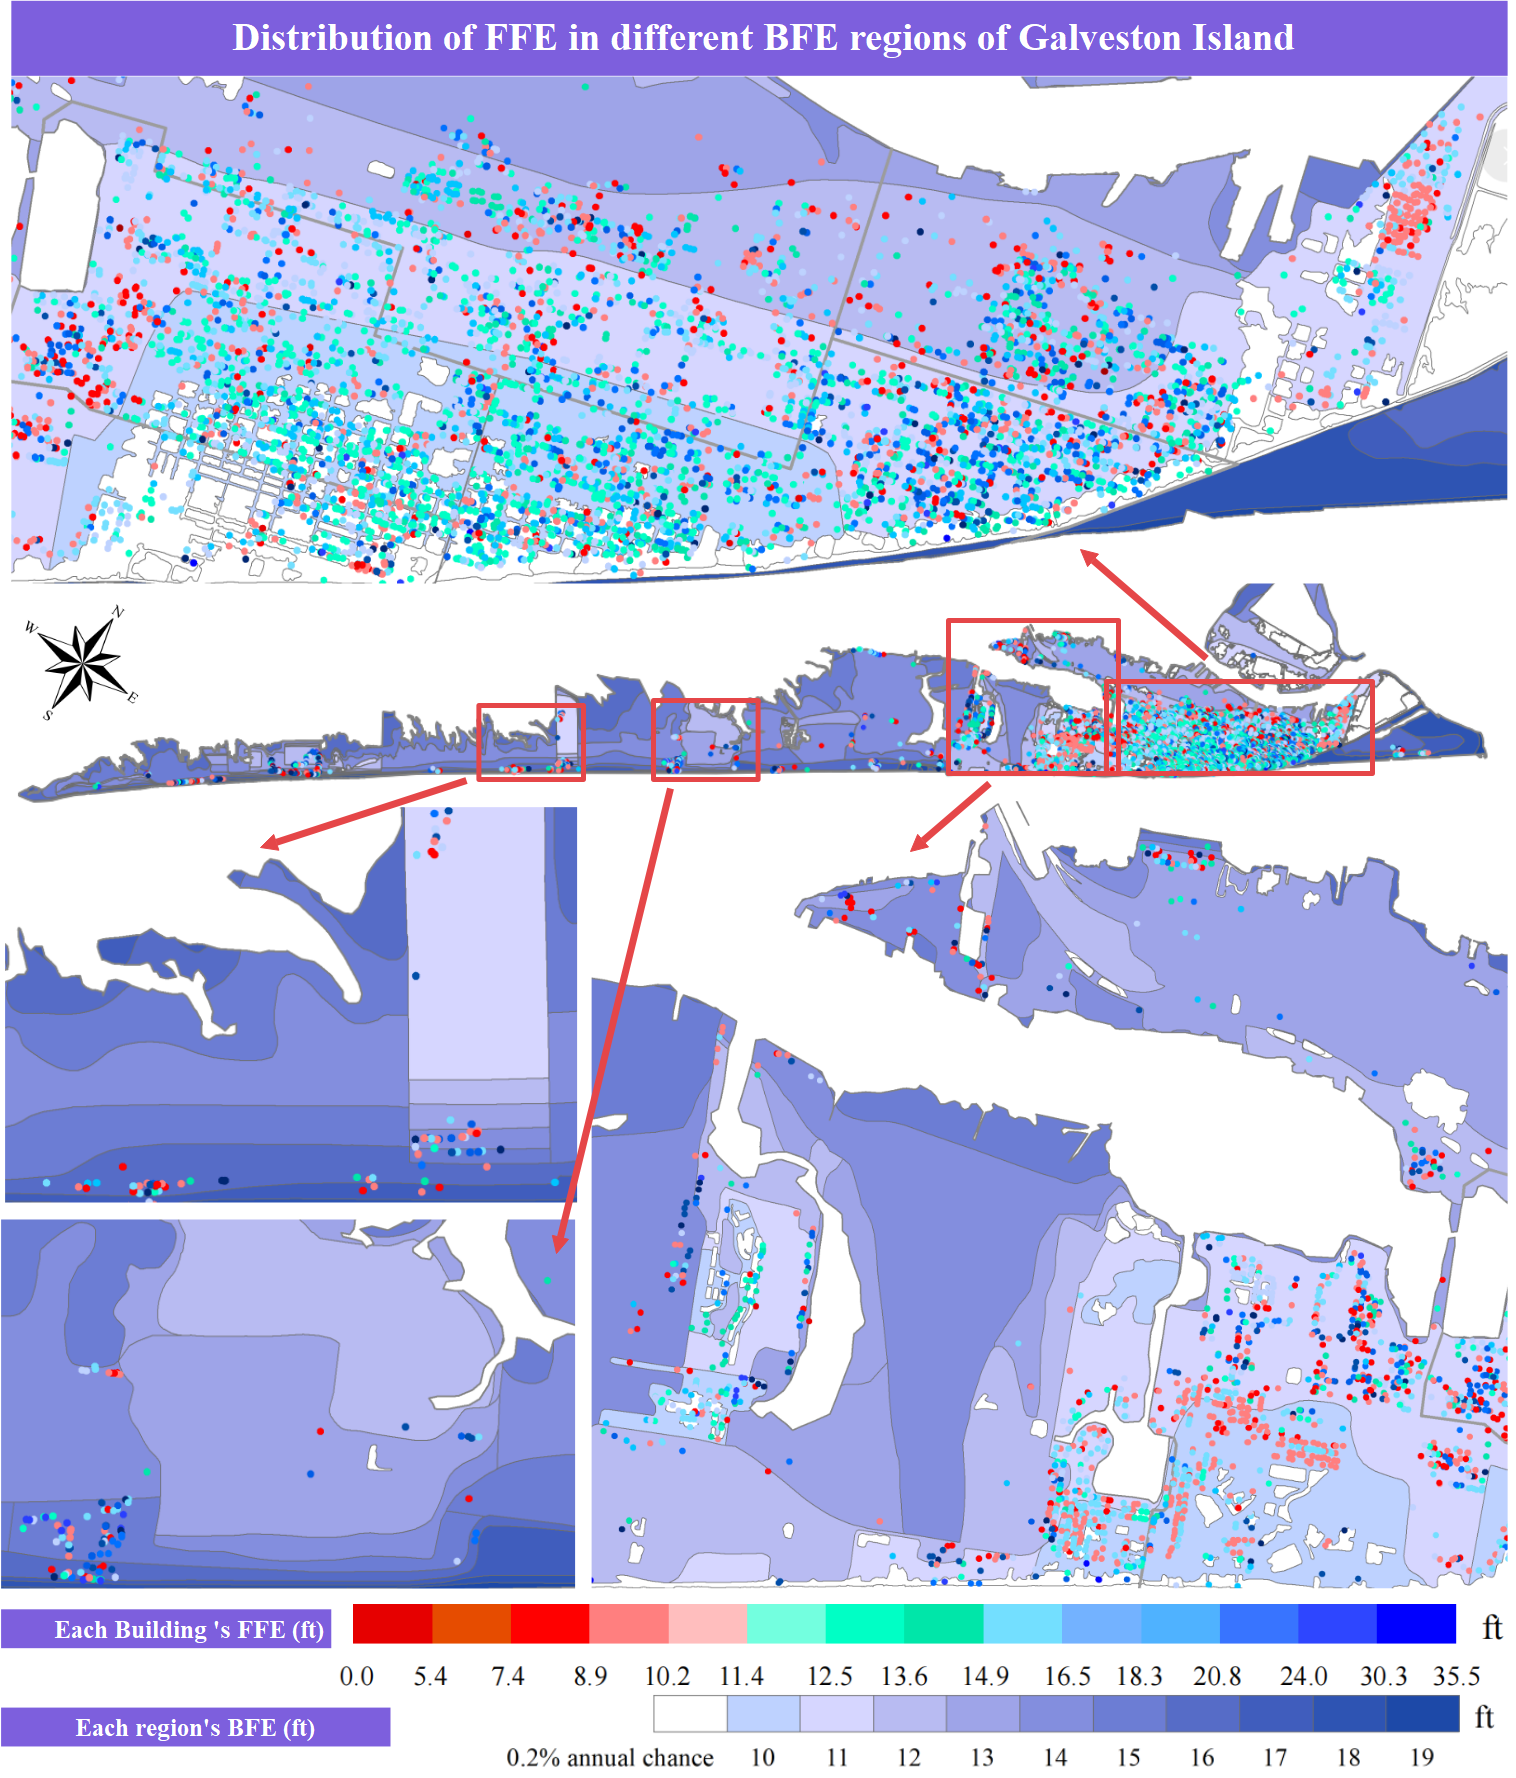 Distribution of FFE in different BFE regions of Galveston Island
N
W
E
S
Each Building 's FFE (ft)
ft
0.0 5.4 7.4 8.9 10.2 11.4 12.5 13.6 14.9 16.5 18.3 20.8 24.0 30.3 35.5
Each region's BFE (ft)
ft
0.2% annual chance 10 11 12 13 14 15 16 17 18 19